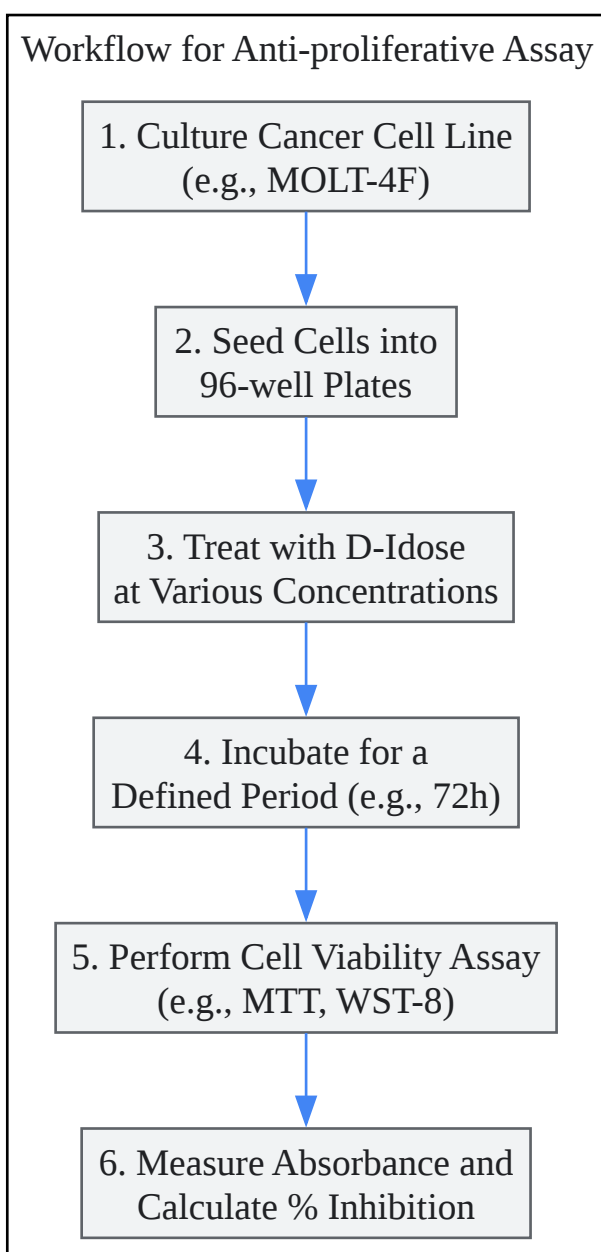 Workflow for Anti-proliferative Assay
1. Culture Cancer Cell Line
(e.g., MOLT-4F)
2. Seed Cells into
96-well Plates
3. Treat with D-Idose
at Various Concentrations
4. Incubate for a
Defined Period (e.g., 72h)
5. Perform Cell Viability Assay
(e.g., MTT, WST-8)
6. Measure Absorbance and
Calculate % Inhibition